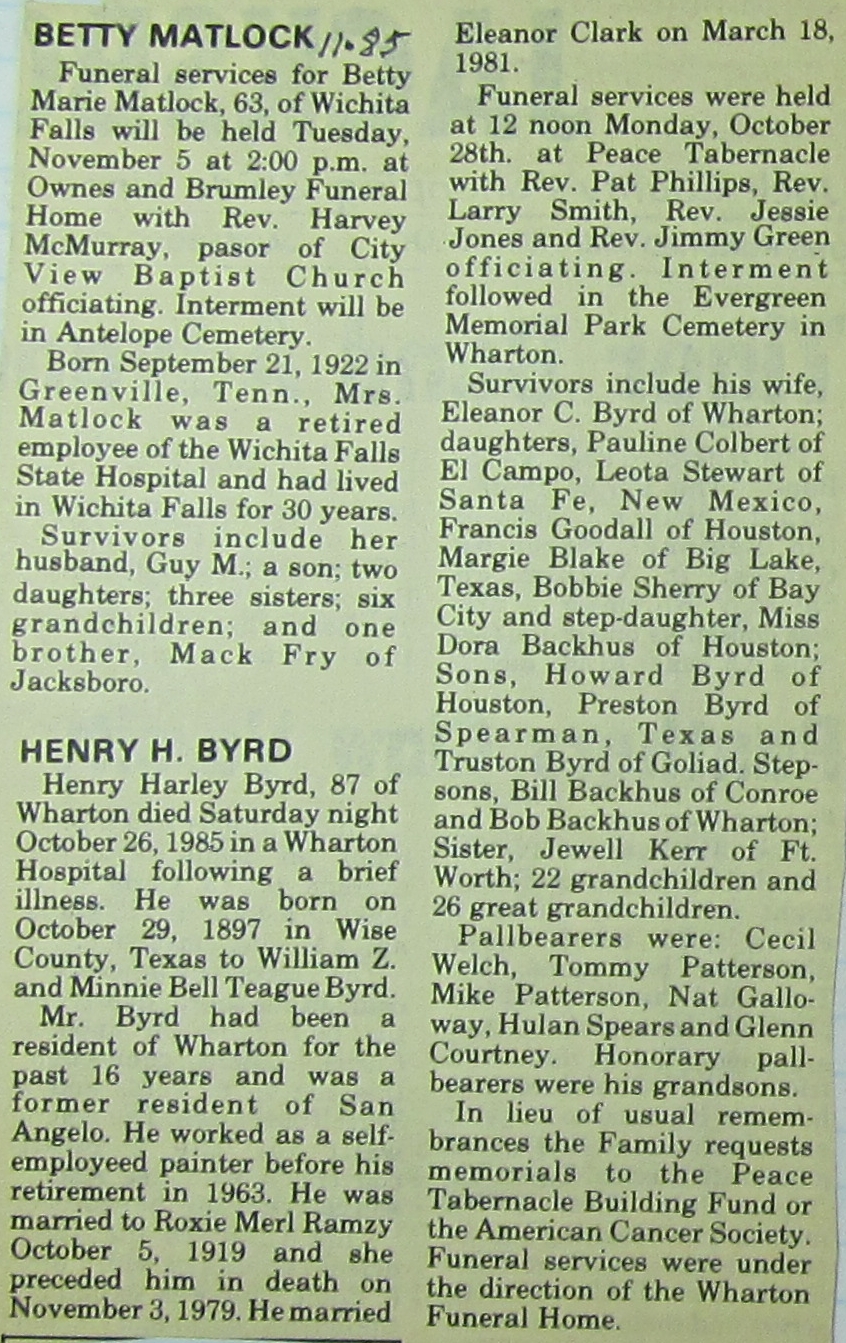 BETTY MATLOCK 11-85
Funeral services for Betty
Marie Matlock, 63, of Wichita
Falls will be held Tuesday,
November 5 at 2:00 p.m. at
Ownes and Brumley Funeral
Home with Rev. Harvey
McMurray, pasor of City
View Baptist Church
officiating. Interment will be
in Antelope Cemetery.
Born September 21, 1922 in
Greenville, Tenn., Mrs.
Matlock was a retired
employee of the Wichita Falls
State Hospital and had lived
in Wichita Falls for 30 years.
Survivors include her
husband, Guy M.; a son; two
daughters; three sisters; six
grandchildren; and one
brother, Mack Fry of
Jacksboro.
HENRY H. BYRD
Henry Harley Byrd, 87 of
Wharton died Saturday night
October 26, 1985 in a Wharton
Hospital following a brief
illness. He was born on
October 29, 1897 in Wise
County, Texas to William Z.
and Minnie Bell Teague Byrd.
Mr. Byrd had been a
resident of Wharton for the
past 16 years and was a
former resident of San
Angelo. He worked as a self-
employeed painter before his
retirement in 1963. He was
married to Roxie Merl Ramzy
October 5, 1919 and she
preceded him in death on
November 3, 1979. He married
Eleanor Clark on March 18,
1981.
Funeral services were held
at 12 noon Monday, October
28th. at Peace Tabernacle
with Rev. Pat Phillips, Rev.
Larry Smith, Rev. Jessie
Jones and Rev. Jimmy Green
officiating. Interment
followed in the Evergreen
Memorial Park Cemetery in
Wharton.
Survivors include his wife,
Eleanor C. Byrd of Wharton;
daughters, Pauline Colbert of
El Campo, Leota Stewart of
Santa Fe, New Mexico,
Francis Goodall of Houston,
Margie Blake of Big Lake,
Texas, Bobbie Sherry of Bay
City and step-daughter, Miss
Dora Backhus of Houston;
Sons, Howard Byrd of
Houston, Preston Byrd of
Spearman, Texas and
Truston Byrd of Goliad. Step-
sons, Bill Backhus of Conroe
and Bob Backhus of Wharton;
Sister, Jewell Kerr of Ft.
Worth; 22 grandchildren and
26 great grandchildren.
Pallbearers were: Cecil
Welch, Tommy Patterson,
Mike Patterson, Nat Gallo-
way, Hulan Spears and Glenn
Courtney. Honorary pall-
bearers were his grandsons.
In lieu of usual remem-
brances the Family requests
memorials to the Peace
Tabernacle Building Fund or
the American Cancer Society.
Funeral services were under
the direction of the Wharton
Funeral Home.